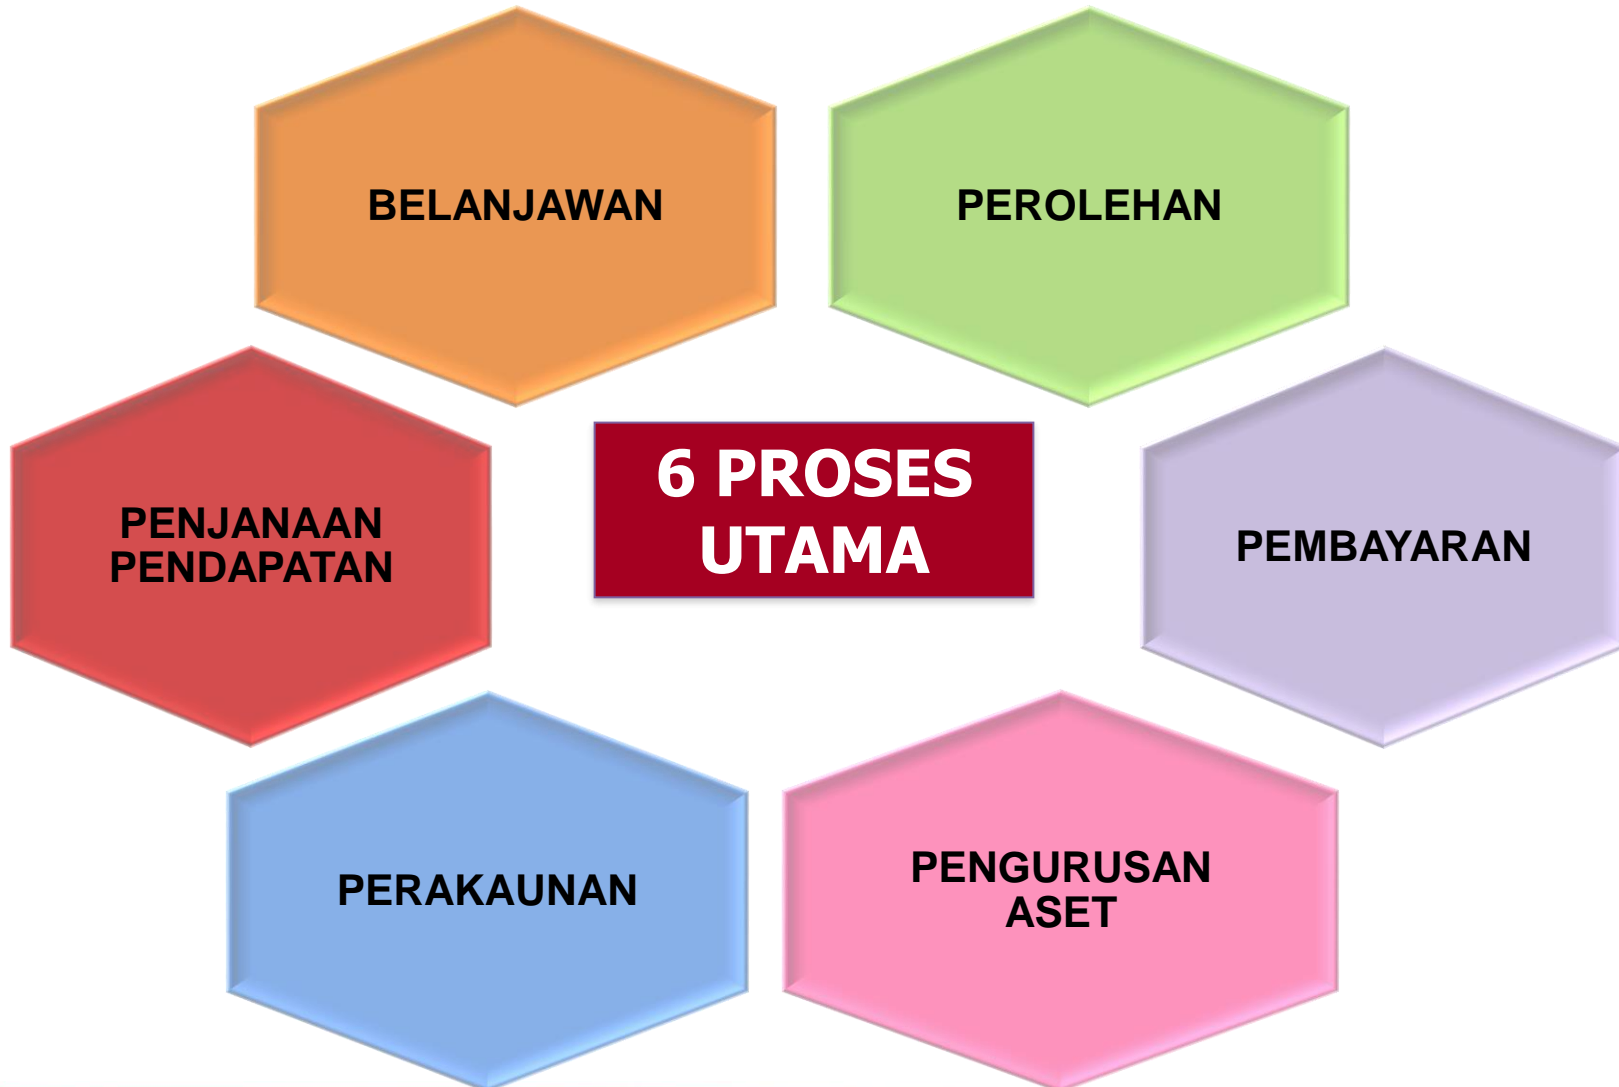 BELANJAWAN
PEROLEHAN
6 PROSES
UTAMA
PENJANAAN
PENDAPATAN
PEMBAYARAN
PERAKAUNAN
PENGURUSAN
ASET